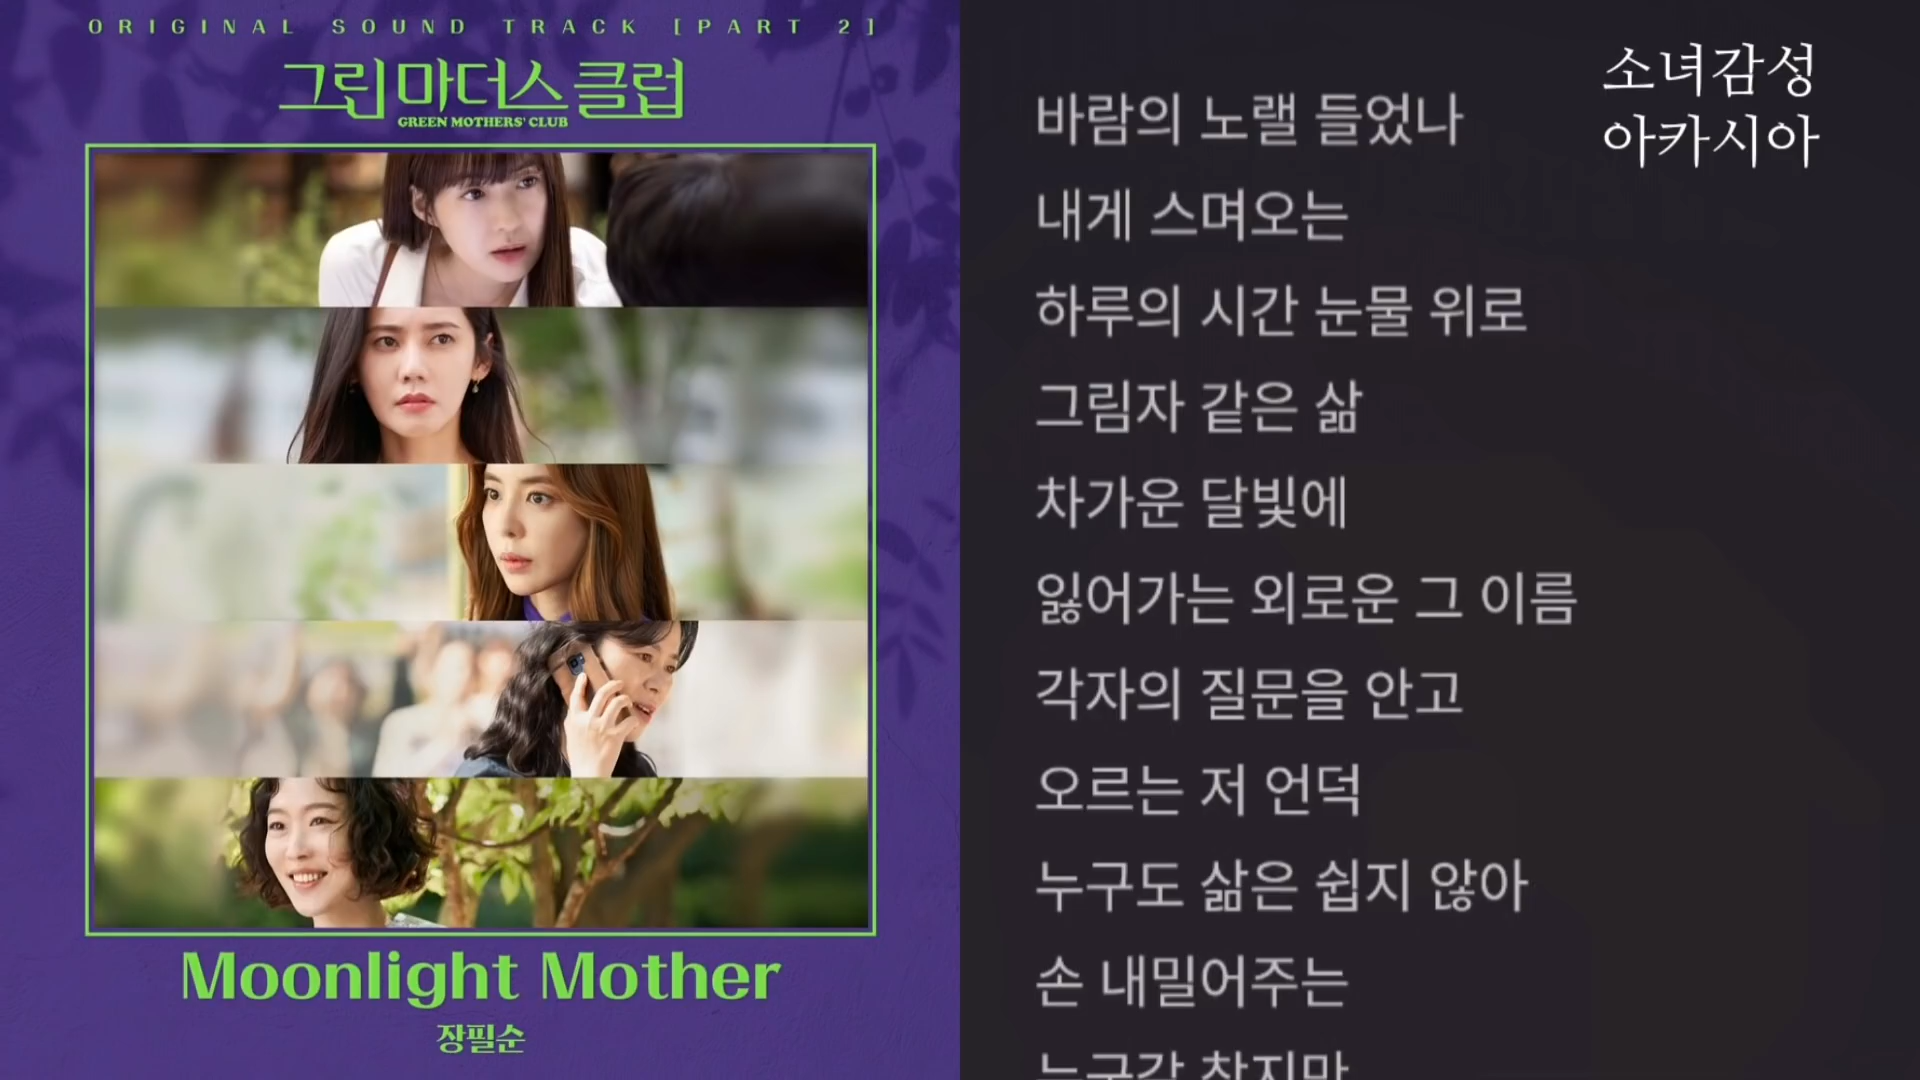 ORIGINAL SOUND TRACK [PART 2]
그린마더스클럽
GREEN MOTHERS' CLUB
Moonlight Mother
장필순
소녀감성
아카시아
바람의 노랠 들었나
내게 스며오는
하루의 시간 눈물 위로
그림자 같은 삶
차가운 달빛에
잃어가는 외로운 그 이름
각자의 질문을 안고
오르는 저 언덕
누구도 삶은 쉽지 않아
손 내밀어주는